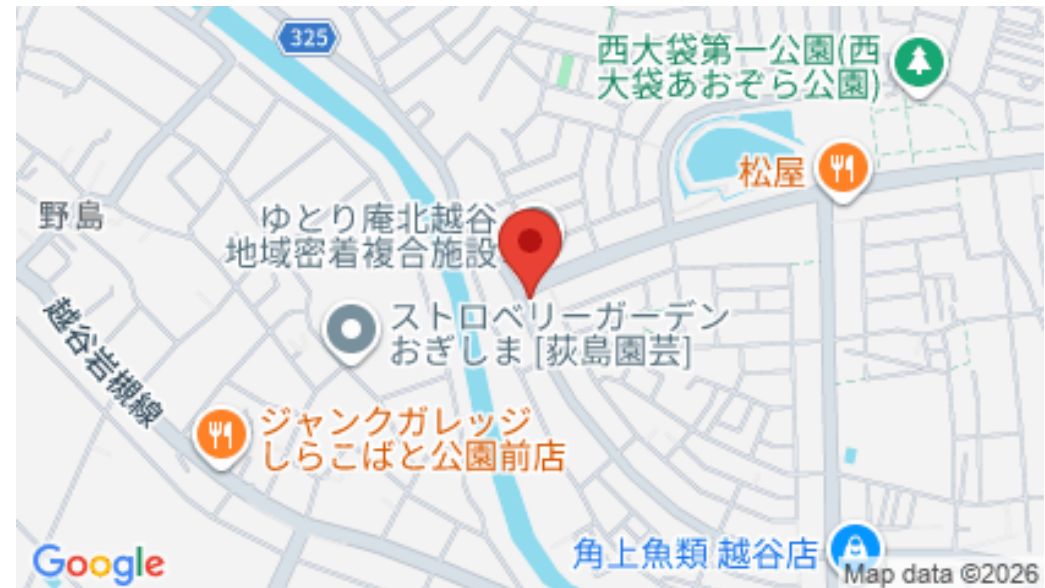 325
西大袋第一公園(西
大袋あおぞら公園)
松屋
野島
ゆとり庵北越谷
地域密着複合施設
ストロベリーガーデン
おぎしま [荻島園芸]
越谷岩槻線
ジャンクガレッジ
しらこばと公園前店
角上魚類 越谷店
Google
Map data ©2026